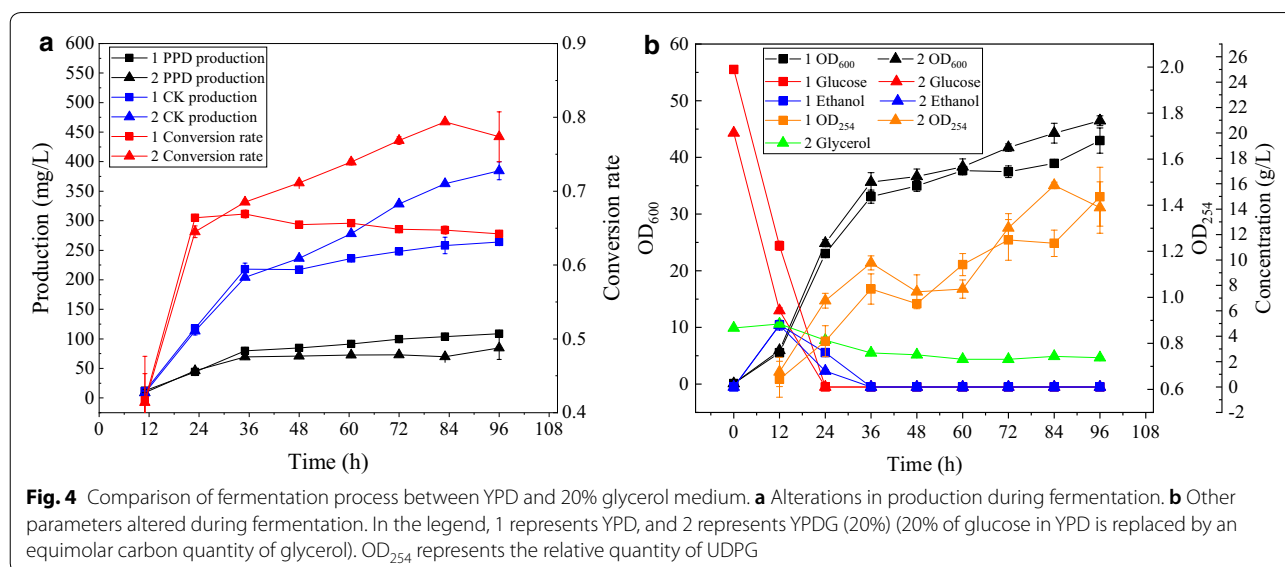 a
600
550
500
450
400
350
300
250
200
150
100
50
0
Production (mg/L)
1 PPD production
2 PPD production
1 CK production
2 CK production
1 Conversion rate
2 Conversion rate
0.9
0.8
0.7
0.6
0.5
0.4
Conversion rate
0 12 24 36 48 60 72 84 96 108
Time (h)
b
60
50
40
30
20
10
0
OD600
1 OD600 2 OD600
1 Glucose 2 Glucose
1 Ethanol 2 Ethanol
1 OD254 2 OD254
2 Glycerol
2.0
1.8
1.6
1.4
1.2
1.0
0.8
0.6
OD254
26
24
22
20
18
16
14
12
10
8
6
4
2
0
-2
Concentration (g/L)
0 12 24 36 48 60 72 84 96 108
Time (h)
Fig. 4 Comparison of fermentation process between YPD and 20% glycerol medium. a Alterations in production during fermentation. b Other
parameters altered during fermentation. In the legend, 1 represents YPD, and 2 represents YPDG (20%) (20% of glucose in YPD is replaced by an
equimolar carbon quantity of glycerol). OD254 represents the relative quantity of UDPG